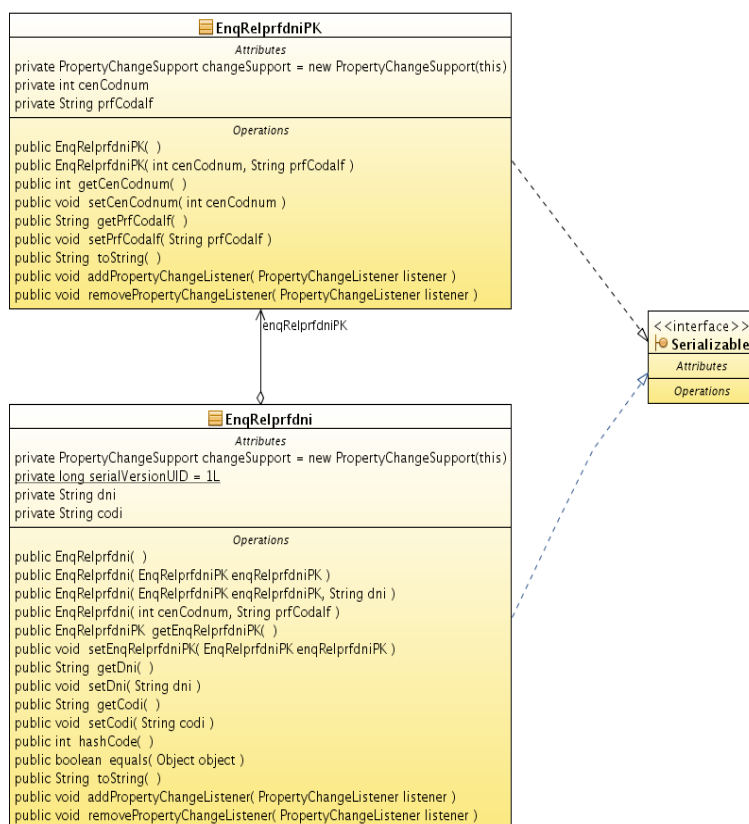 EnqRelprfdniPK
Attributes
private PropertyChangeSupport changeSupport = new PropertyChangeSupport(this)
private int cenCodnum
private String prfCodalf
Operations
public EnqRelprfdniPK( )
public EnqRelprfdniPK( int cenCodnum, String prfCodalf )
public int getCenCodnum( )
public void setCenCodnum( int cenCodnum )
public String getPrfCodalf( )
public void setPrfCodalf( String prfCodalf )
public String toString( )
public void addPropertyChangeListener( PropertyChangeListener listener )
public void removePropertyChangeListener( PropertyChangeListener listener )
enqRelprfdniPK
<<interface>>
Serializable
Attributes
Operations
EnqRelprfdni
Attributes
private PropertyChangeSupport changeSupport = new PropertyChangeSupport(this)
private long serialVersionUID = 1L
private String dni
private String codi
Operations
public EnqRelprfdni( )
public EnqRelprfdni( EnqRelprfdniPK enqRelprfdniPK )
public EnqRelprfdni( EnqRelprfdniPK enqRelprfdniPK, String dni )
public EnqRelprfdni( int cenCodnum, String prfCodalf )
public EnqRelprfdniPK getEnqRelprfdniPK( )
public void setEnqRelprfdniPK( EnqRelprfdniPK enqRelprfdniPK )
public String getDni( )
public void setDni( String dni )
public String getCodi( )
public void setCodi( String codi )
public int hashCode( )
public boolean equals( Object object )
public String toString( )
public void addPropertyChangeListener( PropertyChangeListener listener )
public void removePropertyChangeListener( PropertyChangeListener listener )